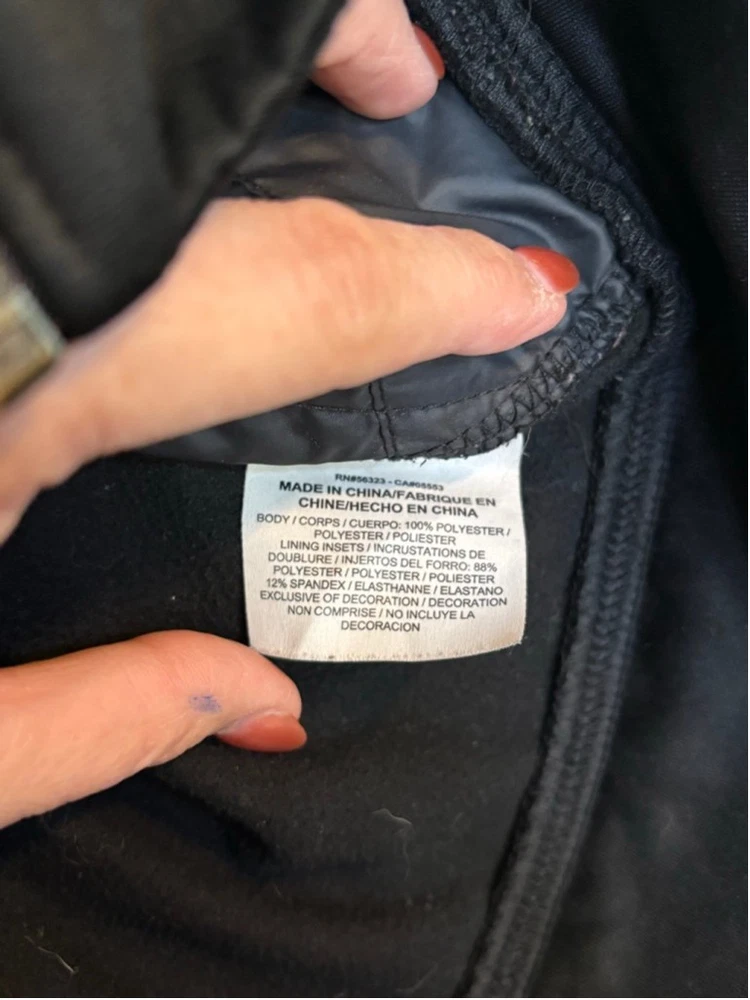 RN#56323 - CA#05553
MADE IN CHINA/FABRIQUE EN
CHINE/HECHO EN CHINA
BODY / CORPS / CUERPO: 100% POLYESTER /
POLYESTER / POLIESTER
LINING INSETS / INCRUSTATIONS DE
DOUBLURE / INJERTOS DEL FORRO: 88%
POLYESTER / POLYESTER / POLIESTER
12% SPANDEX / ELASTHANNE / ELASTANO
EXCLUSIVE OF DECORATION / DECORATION
NON COMPRISE / NO INCLUYE LA
DECORACION